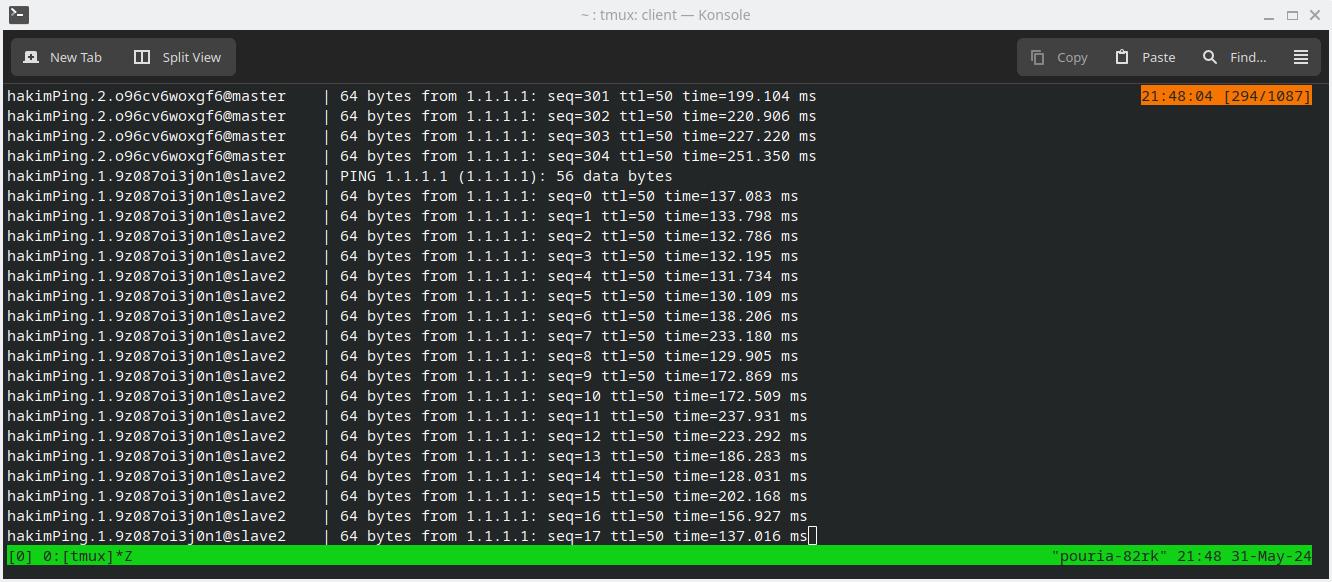 ~ : tmux: client — Konsole
New Tab Split View Copy Paste Find...
hakimPing.2.o96cv6woxgf6@master    | 64 bytes from 1.1.1.1: seq=301 ttl=50 time=199.104 ms 21:48:04 [294/1087]
hakimPing.2.o96cv6woxgf6@master    | 64 bytes from 1.1.1.1: seq=302 ttl=50 time=220.906 ms
hakimPing.2.o96cv6woxgf6@master    | 64 bytes from 1.1.1.1: seq=303 ttl=50 time=227.220 ms
hakimPing.2.o96cv6woxgf6@master    | 64 bytes from 1.1.1.1: seq=304 ttl=50 time=251.350 ms
hakimPing.1.9z087oi3j0n1@slave2    | PING 1.1.1.1 (1.1.1.1): 56 data bytes
hakimPing.1.9z087oi3j0n1@slave2    | 64 bytes from 1.1.1.1: seq=0 ttl=50 time=137.083 ms
hakimPing.1.9z087oi3j0n1@slave2    | 64 bytes from 1.1.1.1: seq=1 ttl=50 time=133.798 ms
hakimPing.1.9z087oi3j0n1@slave2    | 64 bytes from 1.1.1.1: seq=2 ttl=50 time=132.786 ms
hakimPing.1.9z087oi3j0n1@slave2    | 64 bytes from 1.1.1.1: seq=3 ttl=50 time=132.195 ms
hakimPing.1.9z087oi3j0n1@slave2    | 64 bytes from 1.1.1.1: seq=4 ttl=50 time=131.734 ms
hakimPing.1.9z087oi3j0n1@slave2    | 64 bytes from 1.1.1.1: seq=5 ttl=50 time=130.109 ms
hakimPing.1.9z087oi3j0n1@slave2    | 64 bytes from 1.1.1.1: seq=6 ttl=50 time=138.206 ms
hakimPing.1.9z087oi3j0n1@slave2    | 64 bytes from 1.1.1.1: seq=7 ttl=50 time=233.180 ms
hakimPing.1.9z087oi3j0n1@slave2    | 64 bytes from 1.1.1.1: seq=8 ttl=50 time=129.905 ms
hakimPing.1.9z087oi3j0n1@slave2    | 64 bytes from 1.1.1.1: seq=9 ttl=50 time=172.869 ms
hakimPing.1.9z087oi3j0n1@slave2    | 64 bytes from 1.1.1.1: seq=10 ttl=50 time=172.509 ms
hakimPing.1.9z087oi3j0n1@slave2    | 64 bytes from 1.1.1.1: seq=11 ttl=50 time=237.931 ms
hakimPing.1.9z087oi3j0n1@slave2    | 64 bytes from 1.1.1.1: seq=12 ttl=50 time=223.292 ms
hakimPing.1.9z087oi3j0n1@slave2    | 64 bytes from 1.1.1.1: seq=13 ttl=50 time=186.283 ms
hakimPing.1.9z087oi3j0n1@slave2    | 64 bytes from 1.1.1.1: seq=14 ttl=50 time=128.031 ms
hakimPing.1.9z087oi3j0n1@slave2    | 64 bytes from 1.1.1.1: seq=15 ttl=50 time=202.168 ms
hakimPing.1.9z087oi3j0n1@slave2    | 64 bytes from 1.1.1.1: seq=16 ttl=50 time=156.927 ms
hakimPing.1.9z087oi3j0n1@slave2    | 64 bytes from 1.1.1.1: seq=17 ttl=50 time=137.016 ms
[0] 0:[tmux]*Z "pouria-82rk" 21:48 31-May-24